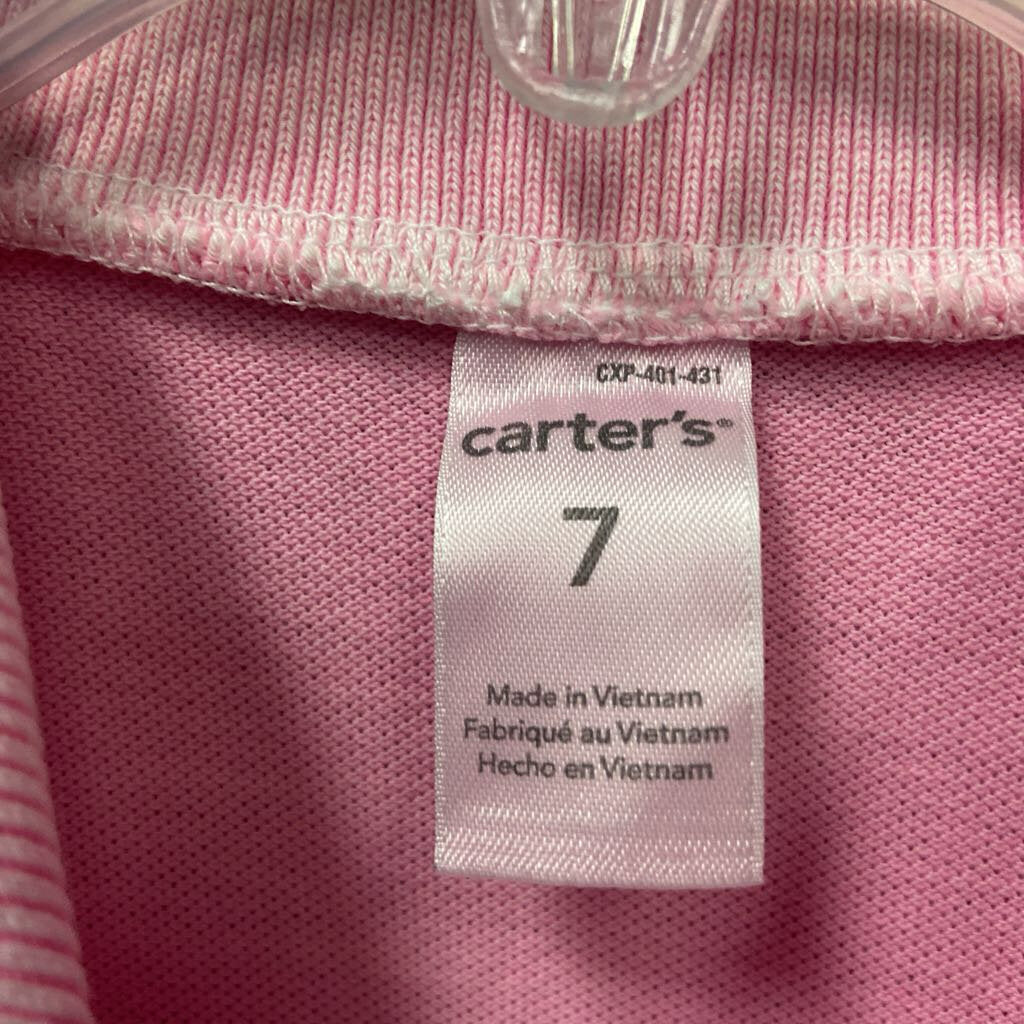 CXP-401-431
carter's®
7
Made in Vietnam
Fabriqué au Vietnam
Hecho en Vietnam